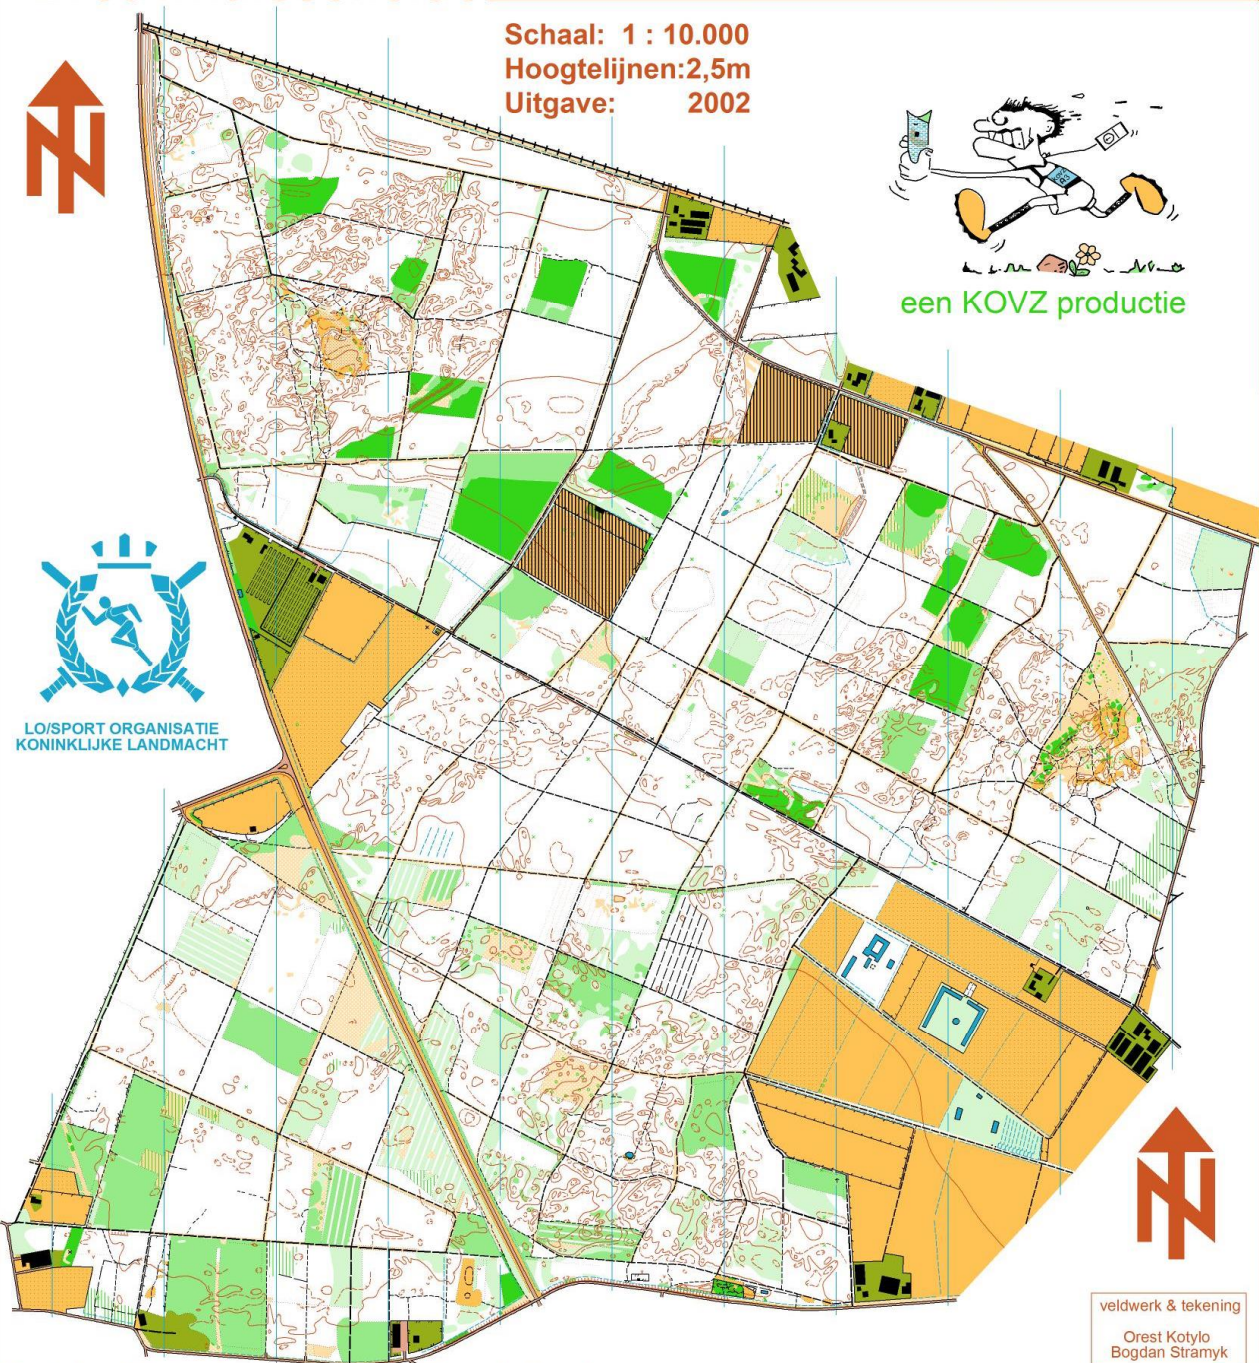 Schaal: 1 : 10.000
Hoogtelijnen:2,5m
Uitgave: 2002
een KOVZ productie
LO/SPORT ORGANISATIE
KONINKLIJKE LANDMACHT
veldwerk & tekening
Orest Kotylo
Bogdan Stramyk